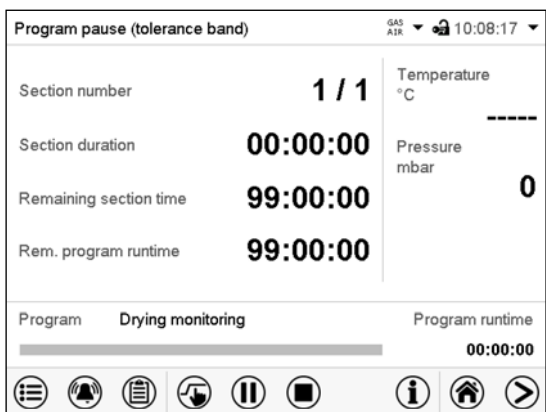 Program pause (tolerance band)
GAS
AIR
10:08:17
Section number 1 / 1
Section duration 00:00:00
Remaining section time 99:00:00
Rem. program runtime 99:00:00
Temperature
°C
-----
Pressure
mbar
0
Program Drying monitoring Program runtime
00:00:00